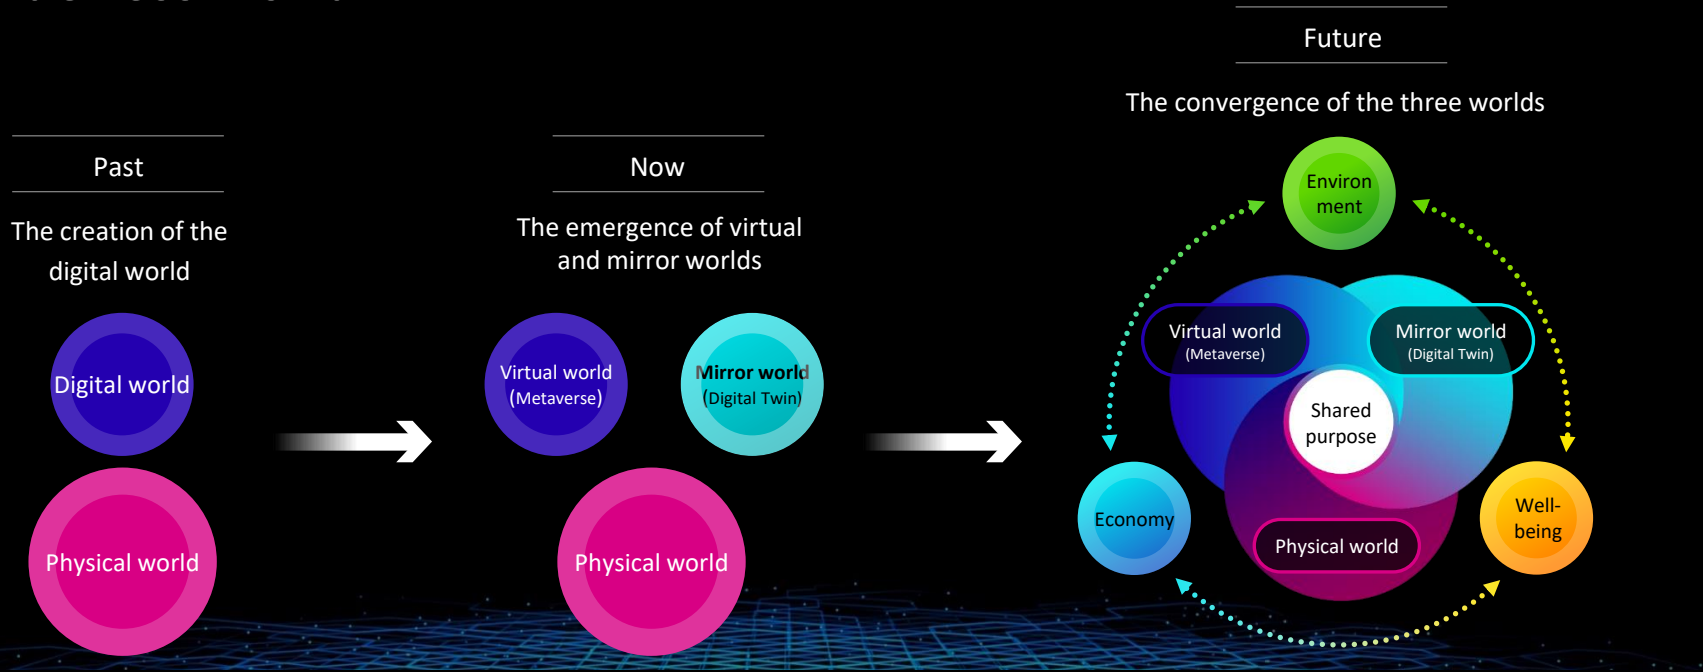 Past
The creation of the
digital world
Digital world
Physical world
Now
The emergence of virtual
and mirror worlds
Virtual world
(Metaverse)
Mirror world
(Digital Twin)
Physical world
Future
The convergence of the three worlds
Environ
ment
Virtual world
(Metaverse)
Mirror world
(Digital Twin)
Shared
purpose
Economy
Well-
being
Physical world